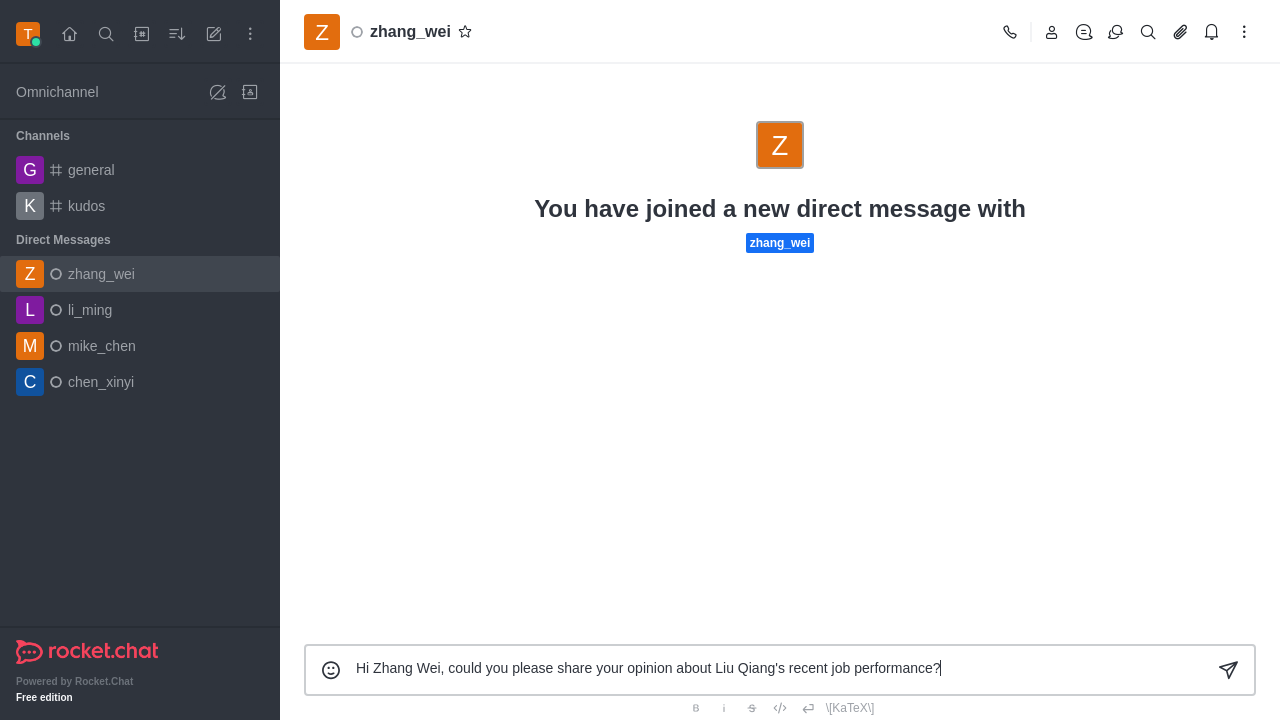 T
Omnichannel
Channels
G general
K kudos
Direct Messages
Z zhang_wei
L li_ming
M mike_chen
C chen_xinyi
rocket.chat
Powered by Rocket.Chat
Free edition
Z zhang_wei
Z
You have joined a new direct message with
zhang_wei
Hi Zhang Wei, could you please share your opinion about Liu Qiang's recent job performance?
B i S </> \[KaTeX\]